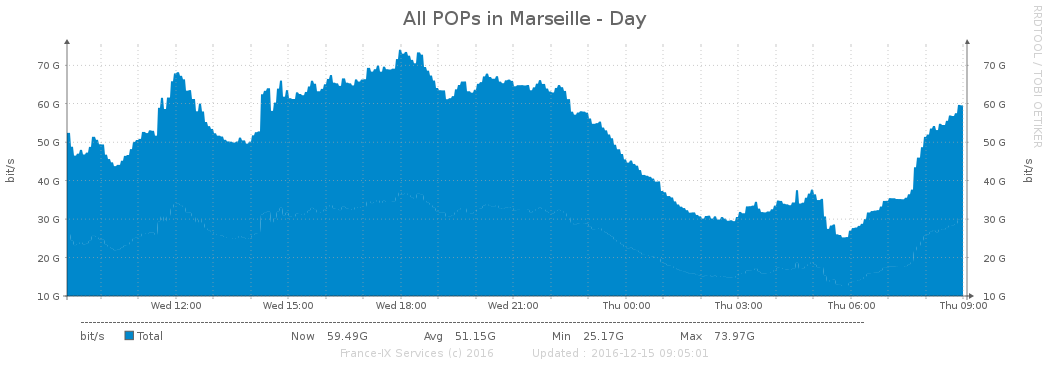 All POPs in Marseille - Day
RRDTOOL / TOBI OETIKER
bit/s
70 G 70 G
60 G 60 G
50 G 50 G
40 G 40 G
30 G 30 G
20 G 20 G
10 G 10 G
bit/s
Wed 12:00 Wed 15:00 Wed 18:00 Wed 21:00 Thu 00:00 Thu 03:00 Thu 06:00 Thu 09:00
bit/s Total Now 59.49G Avg 51.15G Min 25.17G Max 73.97G
France-IX Services (c) 2016 Updated : 2016-12-15 09:05:01